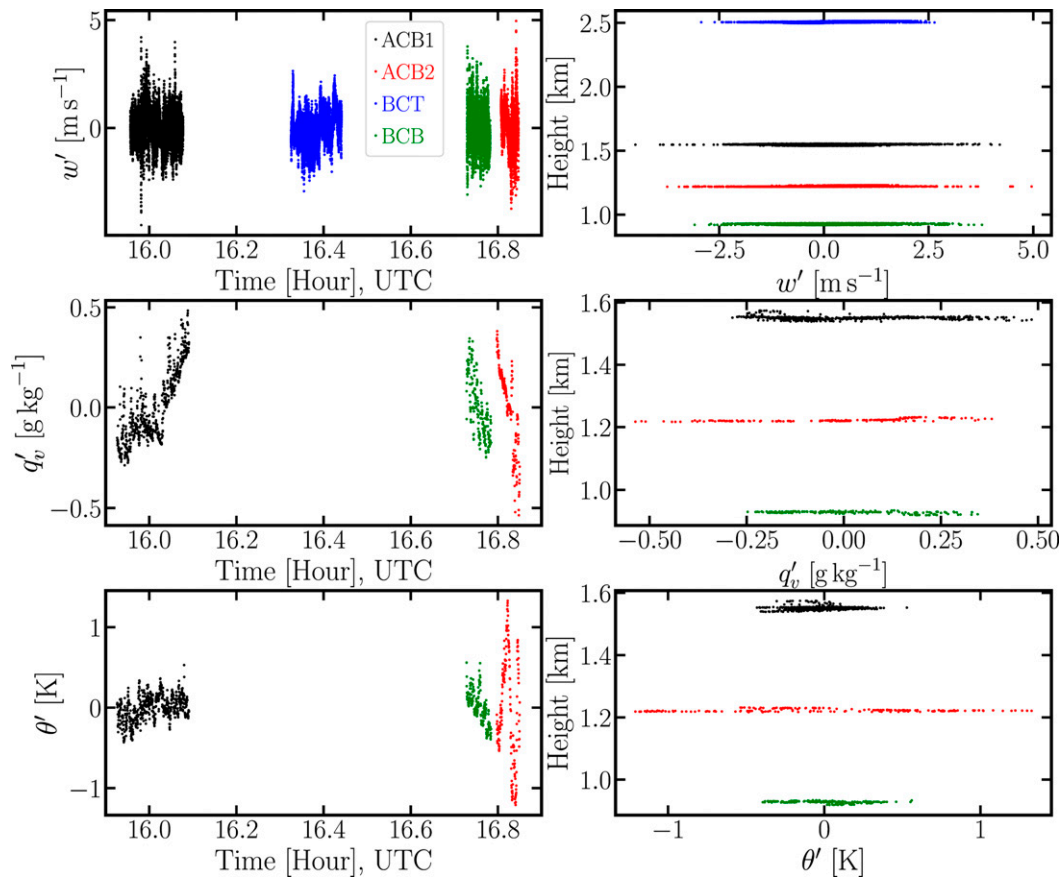 5
0
w′ [m s⁻¹]
ACB1
ACB2
BCT
BCB
16.0 16.2 16.4 16.6 16.8
Time [Hour], UTC
2.5
2.0
1.5
1.0
Height [km]
−2.5 0.0 2.5 5.0
w′ [m s⁻¹]
0.5
0.0
−0.5
q′ᵥ [g kg⁻¹]
16.0 16.2 16.4 16.6 16.8
Time [Hour], UTC
1.6
1.4
1.2
1.0
Height [km]
−0.50 −0.25 0.00 0.25 0.50
q′ᵥ [g kg⁻¹]
1
0
−1
θ′ [K]
16.0 16.2 16.4 16.6 16.8
Time [Hour], UTC
1.6
1.4
1.2
1.0
Height [km]
−1 0 1
θ′ [K]